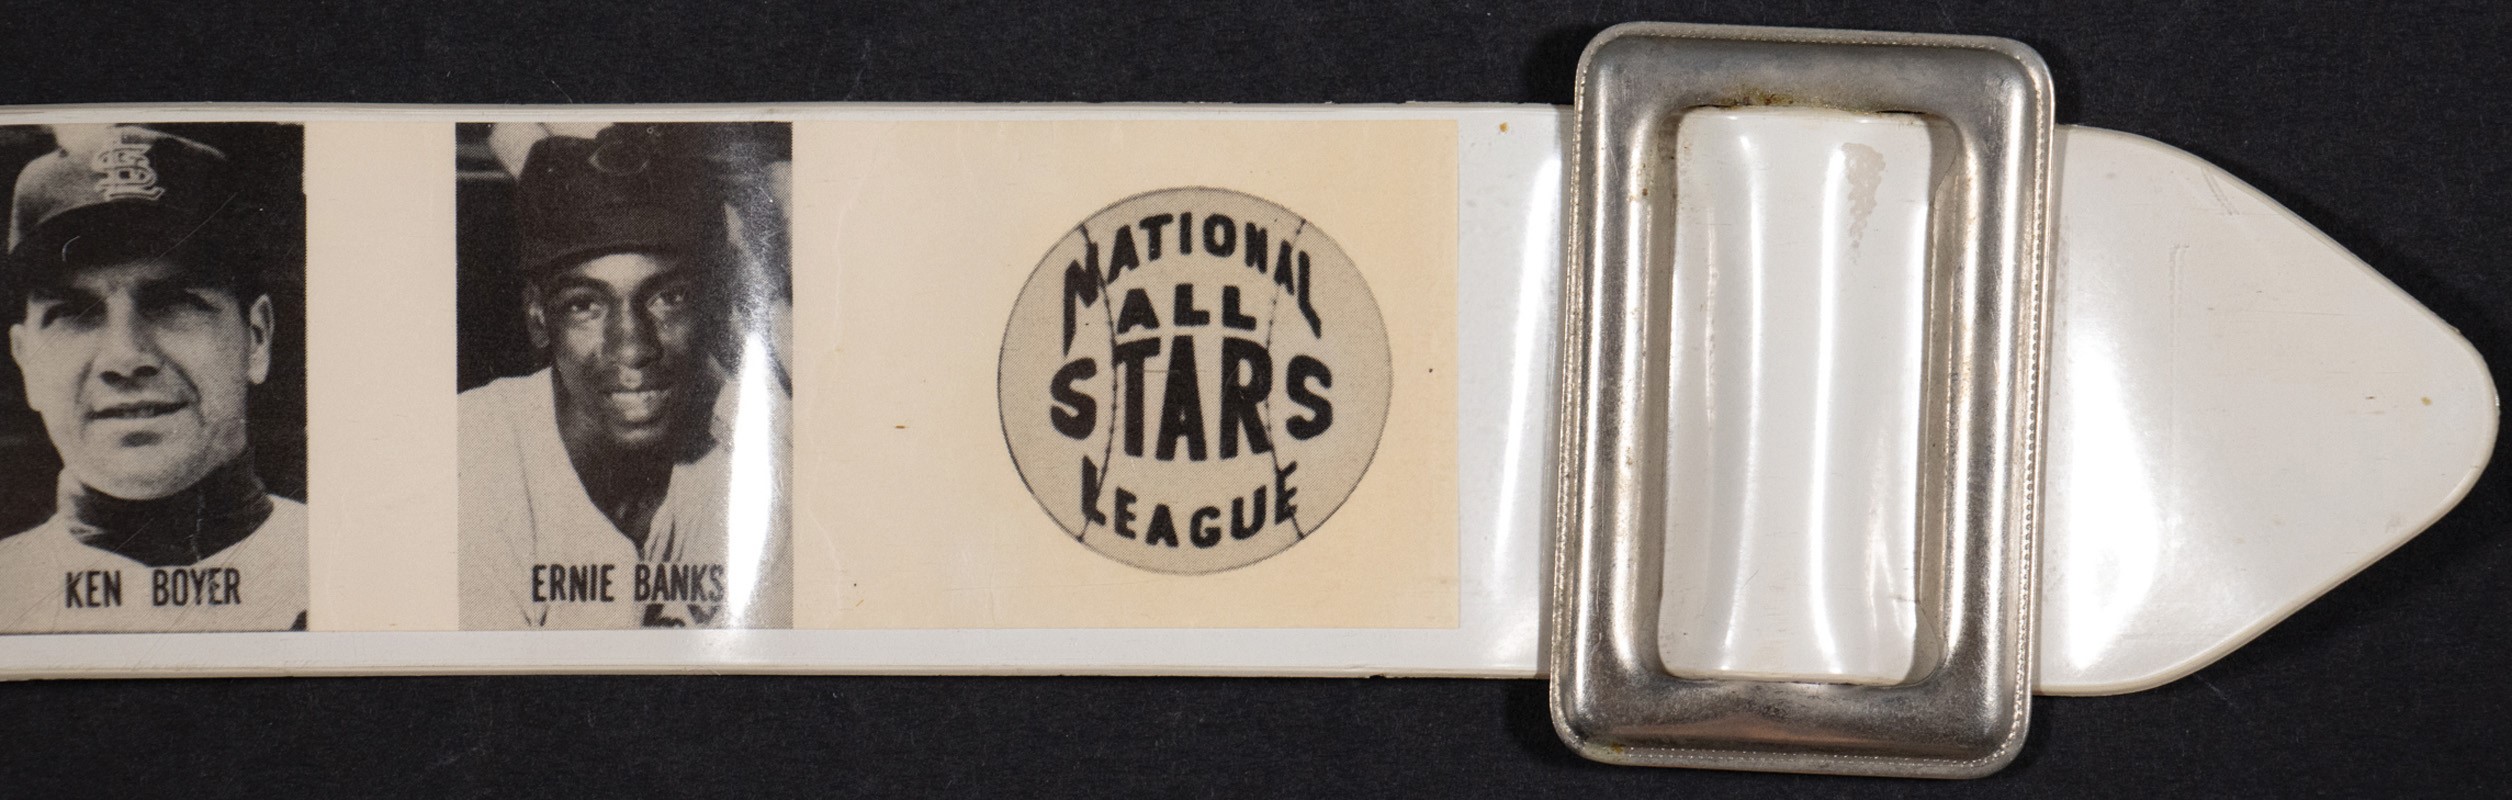 KEN BOYER
ERNIE BANKS
NATIONAL
ALL
STARS
LEAGUE